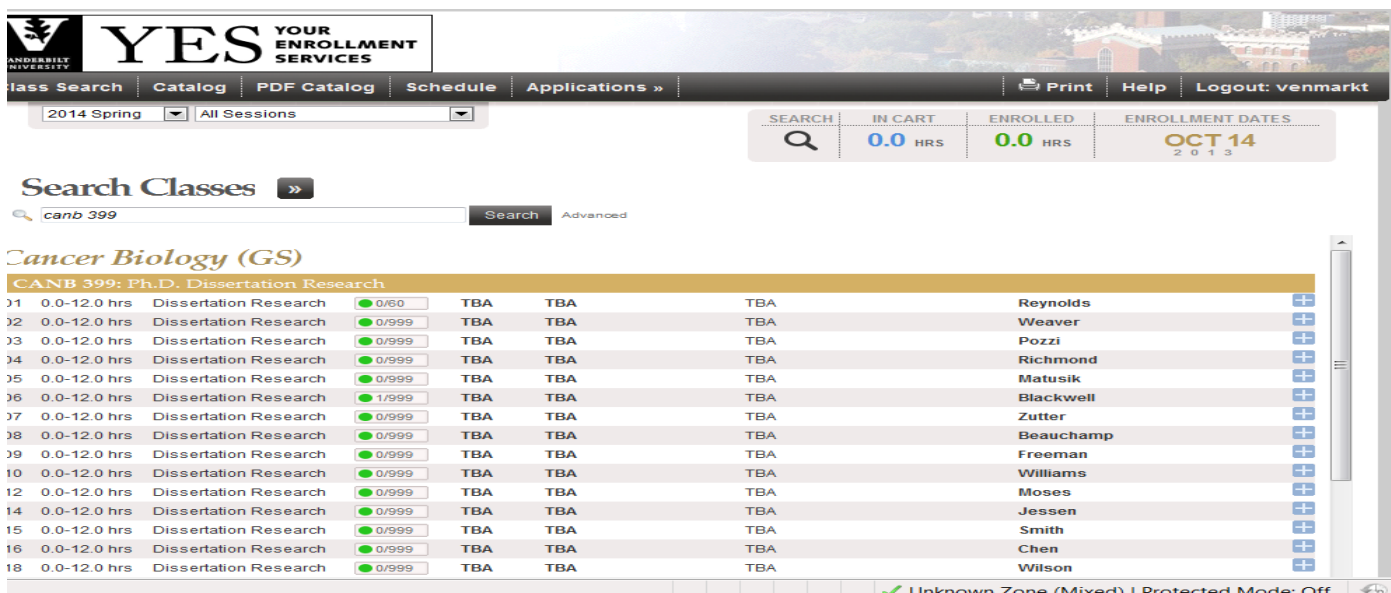 VANDERBILT
UNIVERSITY
YES YOUR ENROLLMENT SERVICES
lass Search Catalog PDF Catalog Schedule Applications » Print Help Logout: venmarkt
2014 Spring All Sessions
SEARCH IN CART ENROLLED ENROLLMENT DATES
0.0 HRS 0.0 HRS OCT 14
2 0 1 3
Search Classes »
canb 399 Search Advanced
Cancer Biology (GS)
CANB 399: Ph.D. Dissertation Research
01 0.0-12.0 hrs Dissertation Research 0/60 TBA TBA TBA Reynolds
02 0.0-12.0 hrs Dissertation Research 0/999 TBA TBA TBA Weaver
03 0.0-12.0 hrs Dissertation Research 0/999 TBA TBA TBA Pozzi
04 0.0-12.0 hrs Dissertation Research 0/999 TBA TBA TBA Richmond
05 0.0-12.0 hrs Dissertation Research 0/999 TBA TBA TBA Matusik
06 0.0-12.0 hrs Dissertation Research 1/999 TBA TBA TBA Blackwell
07 0.0-12.0 hrs Dissertation Research 0/999 TBA TBA TBA Zutter
08 0.0-12.0 hrs Dissertation Research 0/999 TBA TBA TBA Beauchamp
09 0.0-12.0 hrs Dissertation Research 0/999 TBA TBA TBA Freeman
10 0.0-12.0 hrs Dissertation Research 0/999 TBA TBA TBA Williams
12 0.0-12.0 hrs Dissertation Research 0/999 TBA TBA TBA Moses
14 0.0-12.0 hrs Dissertation Research 0/999 TBA TBA TBA Jessen
15 0.0-12.0 hrs Dissertation Research 0/999 TBA TBA TBA Smith
16 0.0-12.0 hrs Dissertation Research 0/999 TBA TBA TBA Chen
18 0.0-12.0 hrs Dissertation Research 0/999 TBA TBA TBA Wilson
Unknown Zone (Mixed) | Protected Mode: Off